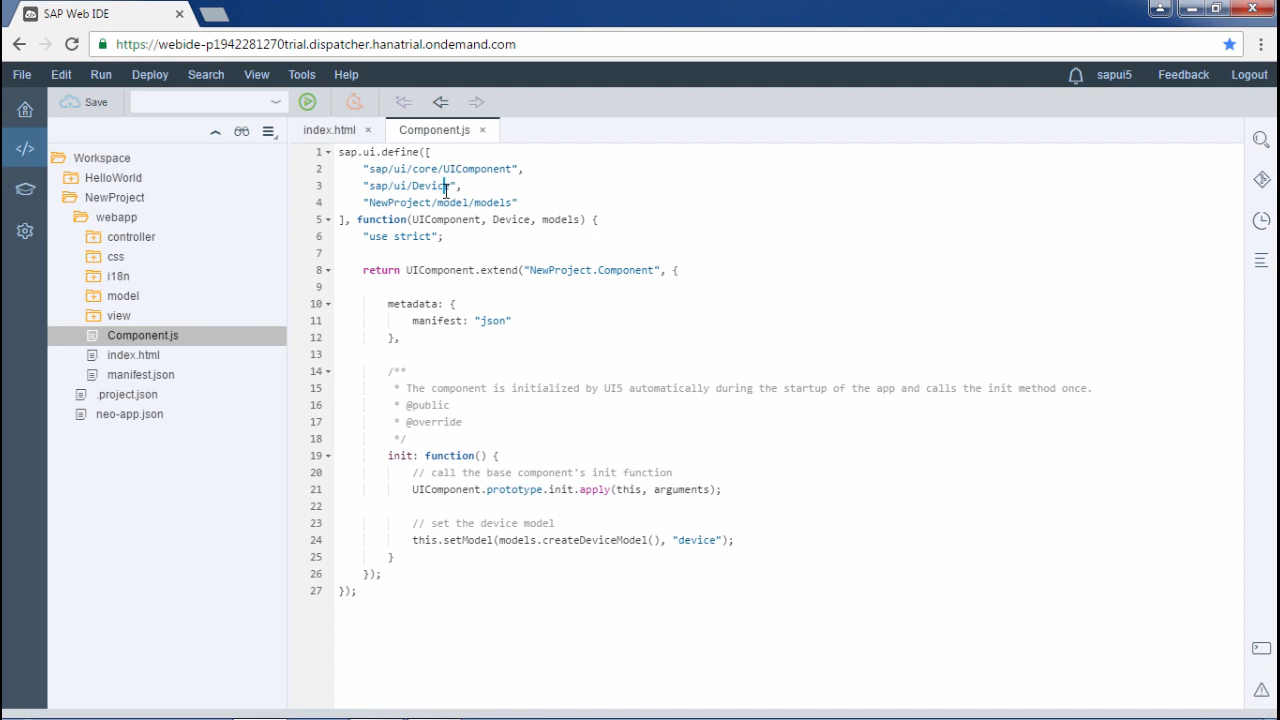 SAP Web IDE
https://webide-p1942281270trial.dispatcher.hanatrial.ondemand.com
File Edit Run Deploy Search View Tools Help sapui5 Feedback Logout
Save
index.html Component.js
Workspace
HelloWorld
NewProject
webapp
controller
css
i18n
model
view
Component.js
index.html
manifest.json
.project.json
neo-app.json
1 sap.ui.define([
2 "sap/ui/core/UIComponent",
3 "sap/ui/Device",
4 "NewProject/model/models"
5 ], function(UIComponent, Device, models) {
6 "use strict";
7
8 return UIComponent.extend("NewProject.Component", {
9
10 metadata: {
11 manifest: "json"
12 },
13
14 /**
15 * The component is initialized by UI5 automatically during the startup of the app and calls the init method once.
16 * @public
17 * @override
18 */
19 init: function() {
20 // call the base component's init function
21 UIComponent.prototype.init.apply(this, arguments);
22
23 // set the device model
24 this.setModel(models.createDeviceModel(), "device");
25 }
26 });
27 });